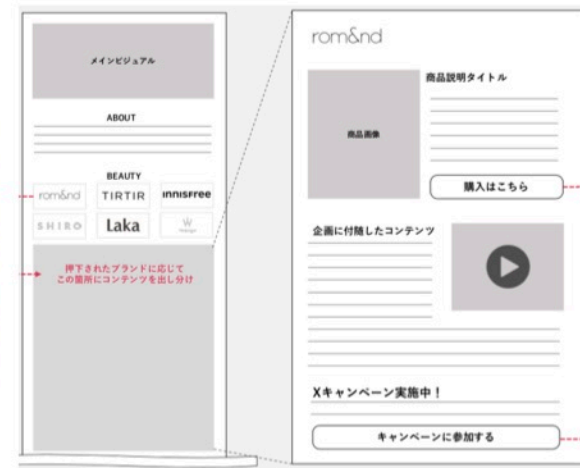 メインビジュアル
ABOUT
BEAUTY
rom&nd
TIRTIR
INNISFREE
SHIRO
Laka
押下されたブランドに応じて
この箇所にコンテンツを出し分け
rom&nd
商品画像
商品説明タイトル
購入はこちら
企画に付随したコンテンツ
Xキャンペーン実施中!
キャンペーンに参加する